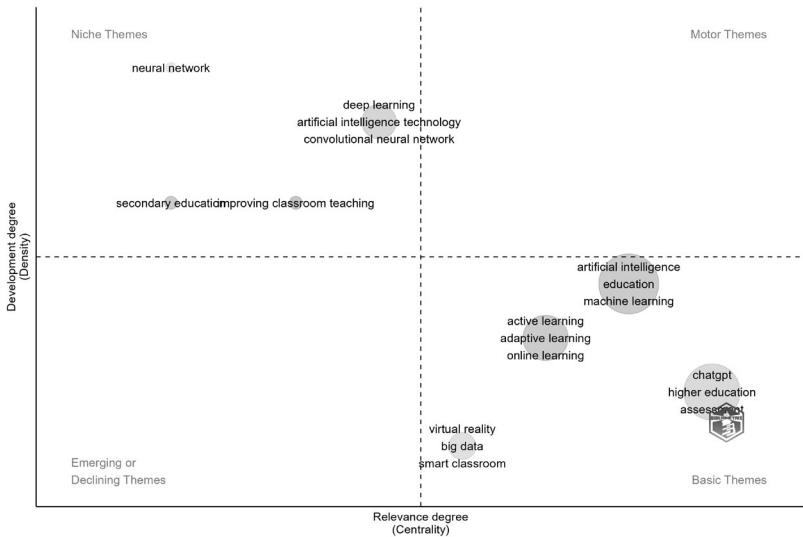 Niche Themes
Motor Themes
neural network
deep learning
artificial intelligence technology
convolutional neural network
secondary education
improving classroom teaching
Development degree
(Density)
artificial intelligence
education
machine learning
active learning
adaptive learning
online learning
chatgpt
higher education
assessment
virtual reality
big data
smart classroom
Emerging or
Declining Themes
Basic Themes
Relevance degree
(Centrality)